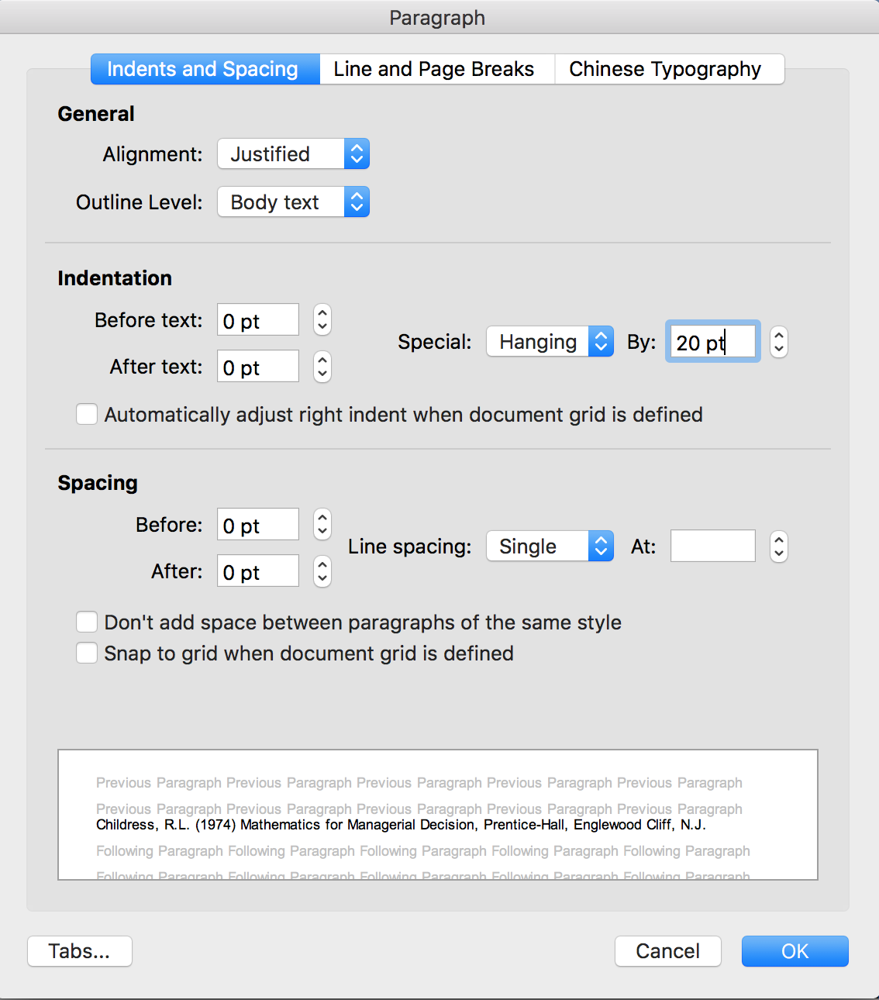 Paragraph
Indents and Spacing Line and Page Breaks Chinese Typography
General
Alignment: Justified
Outline Level: Body text
Indentation
Before text: 0 pt
Special: Hanging By: 20 pt
After text: 0 pt
Automatically adjust right indent when document grid is defined
Spacing
Before: 0 pt
Line spacing: Single At:
After: 0 pt
Don't add space between paragraphs of the same style
Snap to grid when document grid is defined
Previous Paragraph Previous Paragraph Previous Paragraph Previous Paragraph Previous Paragraph
Previous Paragraph Previous Paragraph Previous Paragraph Previous Paragraph Previous Paragraph
Childress, R.L. (1974) Mathematics for Managerial Decision, Prentice-Hall, Englewood Cliff, N.J.
Following Paragraph Following Paragraph Following Paragraph Following Paragraph Following Paragraph
Following Paragraph Following Paragraph Following Paragraph Following Paragraph Following Paragraph
Tabs... Cancel OK